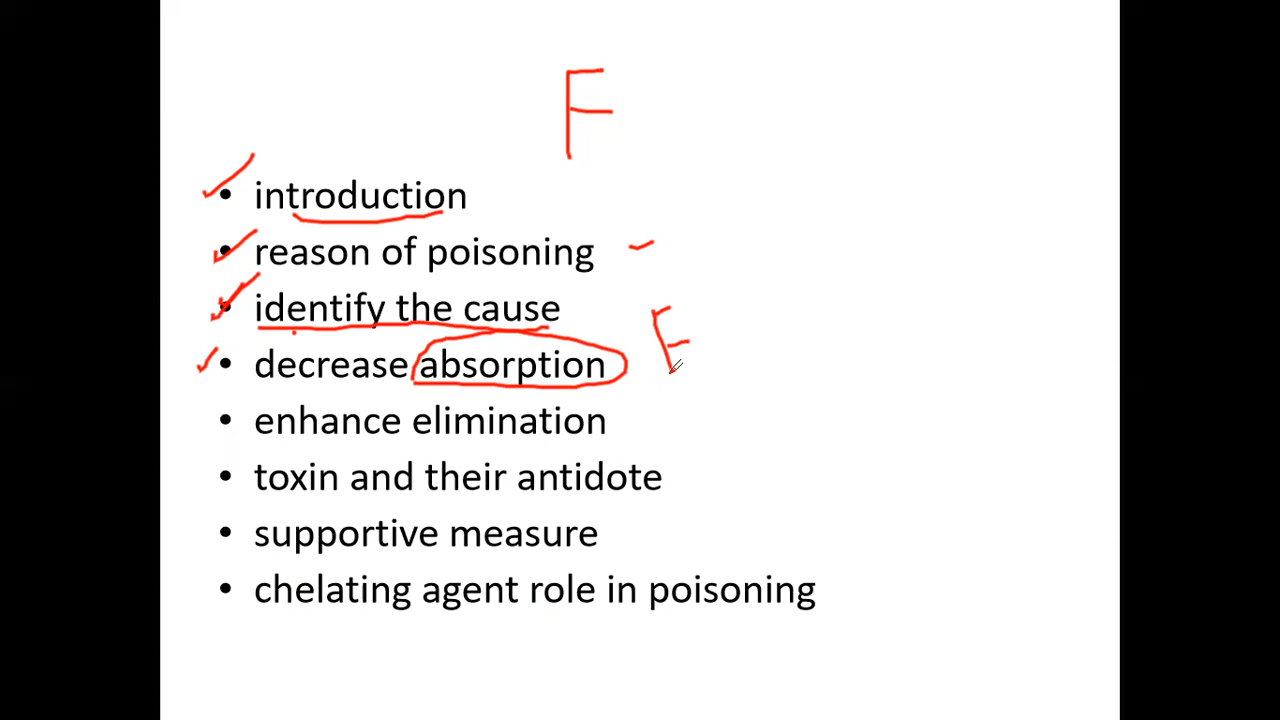 F
• introduction
• reason of poisoning
• identify the cause
• decrease absorption F
• enhance elimination
• toxin and their antidote
• supportive measure
• chelating agent role in poisoning